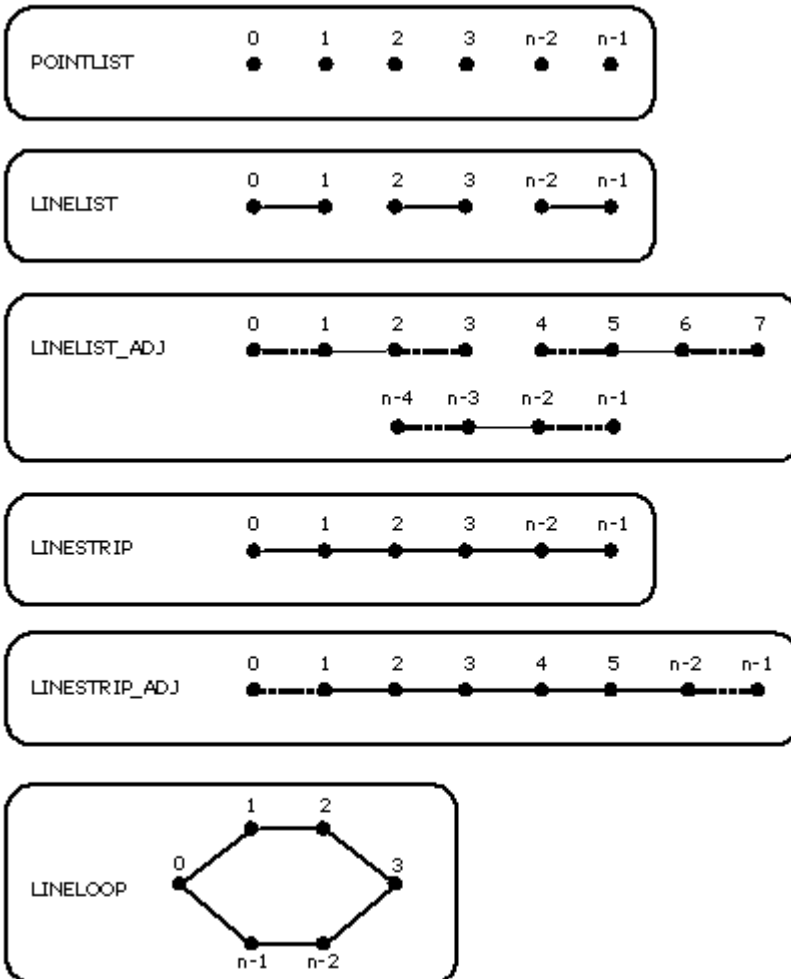 0 1 2 3 n-2 n-1
POINTLIST
0 1 2 3 n-2 n-1
LINELIST
0 1 2 3 4 5 6 7
LINELIST_ADJ
n-4 n-3 n-2 n-1
0 1 2 3 n-2 n-1
LINESTRIP
0 1 2 3 4 5 n-2 n-1
LINESTRIP_ADJ
1 2
0 3
LINELOOP
n-1 n-2